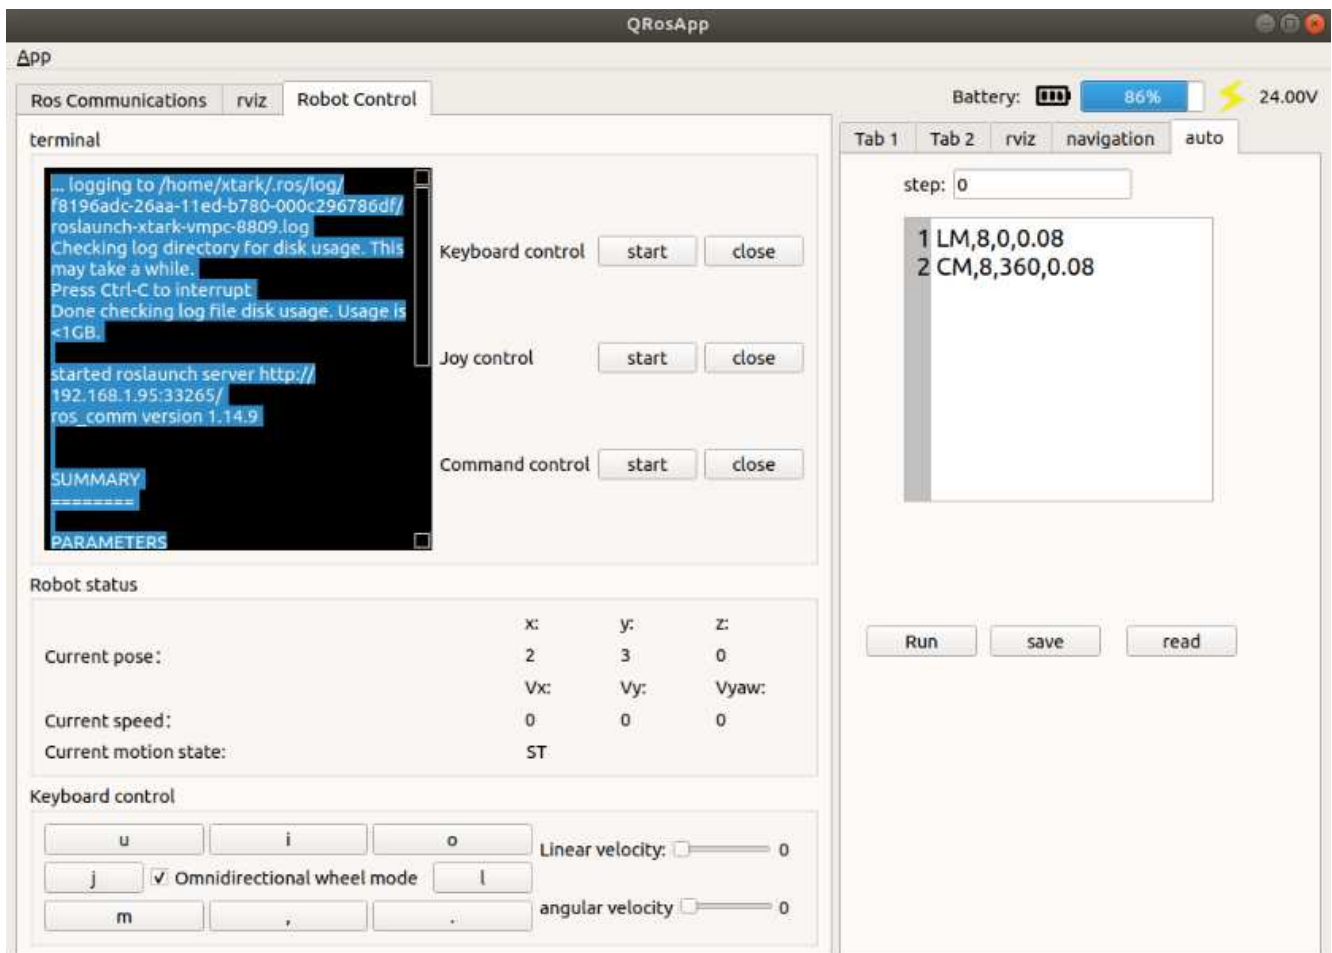 QRosApp
App
Ros Communications rviz Robot Control
Battery: 86% 24.00V
terminal
... logging to /home/xtark/.ros/log/
f8196adc-26aa-11ed-b780-000c296786df/
roslaunch-xtark-vmpc-8809.log
Checking log directory for disk usage. This
may take a while.
Press Ctrl-C to interrupt
Done checking log file disk usage. Usage is
<1GB.
started roslaunch server http://
192.168.1.95:33265/
ros_comm version 1.14.9
SUMMARY
========
PARAMETERS
Keyboard control start close
Joy control start close
Command control start close
Robot status
x: y: z:
Current pose: 2 3 0
Vx: Vy: Vyaw:
Current speed: 0 0 0
Current motion state: ST
Keyboard control
u i o
j Omnidirectional wheel mode l
m , .
Linear velocity: 0
angular velocity 0
Tab 1 Tab 2 rviz navigation auto
step: 0
1 LM,8,0,0.08
2 CM,8,360,0.08
Run save read